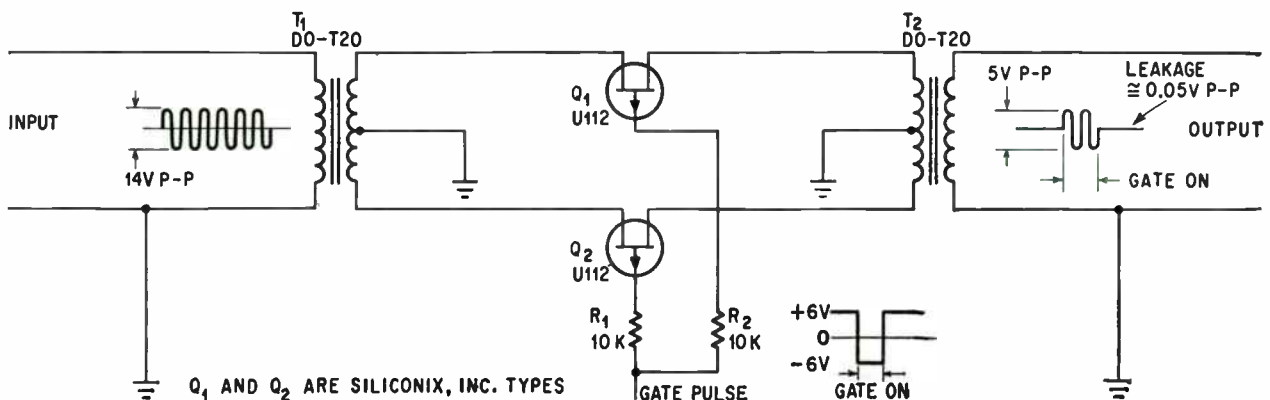 T1
DO-T20
T2
DO-T20
INPUT
14V P-P
Q1
U112
Q2
U112
R1
10K
R2
10K
5V P-P
LEAKAGE
≅ 0.05V P-P
OUTPUT
GATE ON
+6V
0
-6V
GATE ON
GATE PULSE
Q1 AND Q2 ARE SILICONIX, INC. TYPES